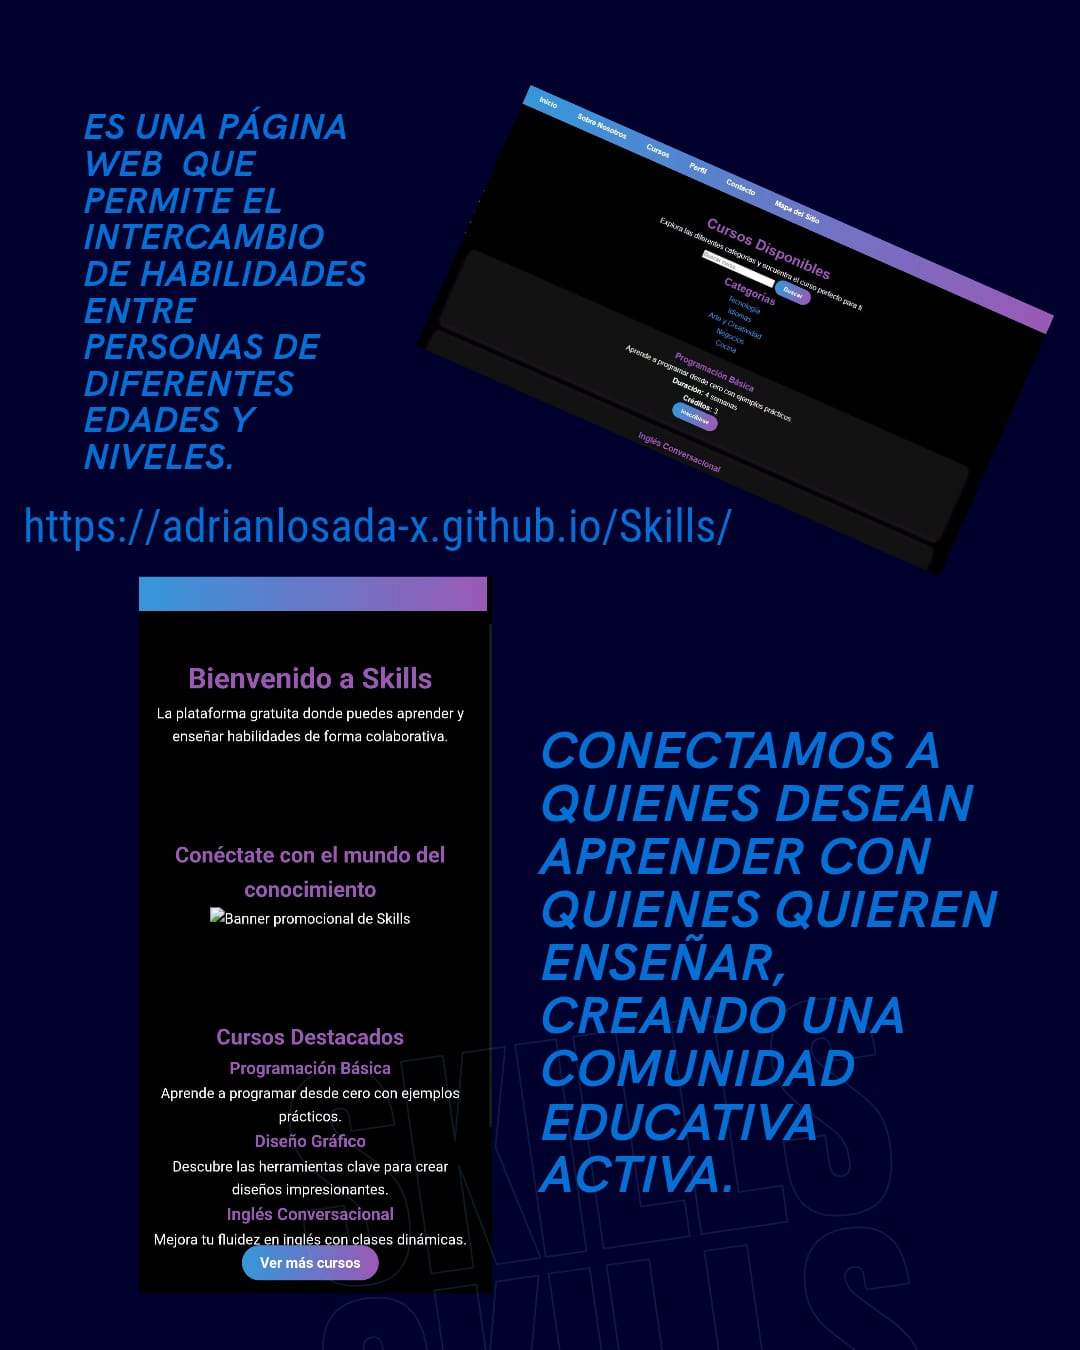 ES UNA PÁGINA
WEB QUE
PERMITE EL
INTERCAMBIO
DE HABILIDADES
ENTRE
PERSONAS DE
DIFERENTES
EDADES Y
NIVELES.
Inicio Sobre Nosotros Cursos Perfil Contacto Mapa del Sitio
Cursos Disponibles
Explora las diferentes categorías y encuentra el curso perfecto para ti.
Buscar
Categorías
Tecnología
Idiomas
Arte y Creatividad
Negocios
Cocina
Programación Básica
Aprende a programar desde cero con ejemplos prácticos.
Duración: 4 semanas
Créditos: 3
Inscribirse
Inglés Conversacional
https://adrianlosada-x.github.io/Skills/
Bienvenido a Skills
La plataforma gratuita donde puedes aprender y
enseñar habilidades de forma colaborativa.
Conéctate con el mundo del
conocimiento
Banner promocional de Skills
Cursos Destacados
Programación Básica
Aprende a programar desde cero con ejemplos
prácticos.
Diseño Gráfico
Descubre las herramientas clave para crear
diseños impresionantes.
Inglés Conversacional
Mejora tu fluidez en inglés con clases dinámicas.
Ver más cursos
CONECTAMOS A
QUIENES DESEAN
APRENDER CON
QUIENES QUIEREN
ENSEÑAR,
CREANDO UNA
COMUNIDAD
EDUCATIVA
ACTIVA.
SKILLS
SKILLS